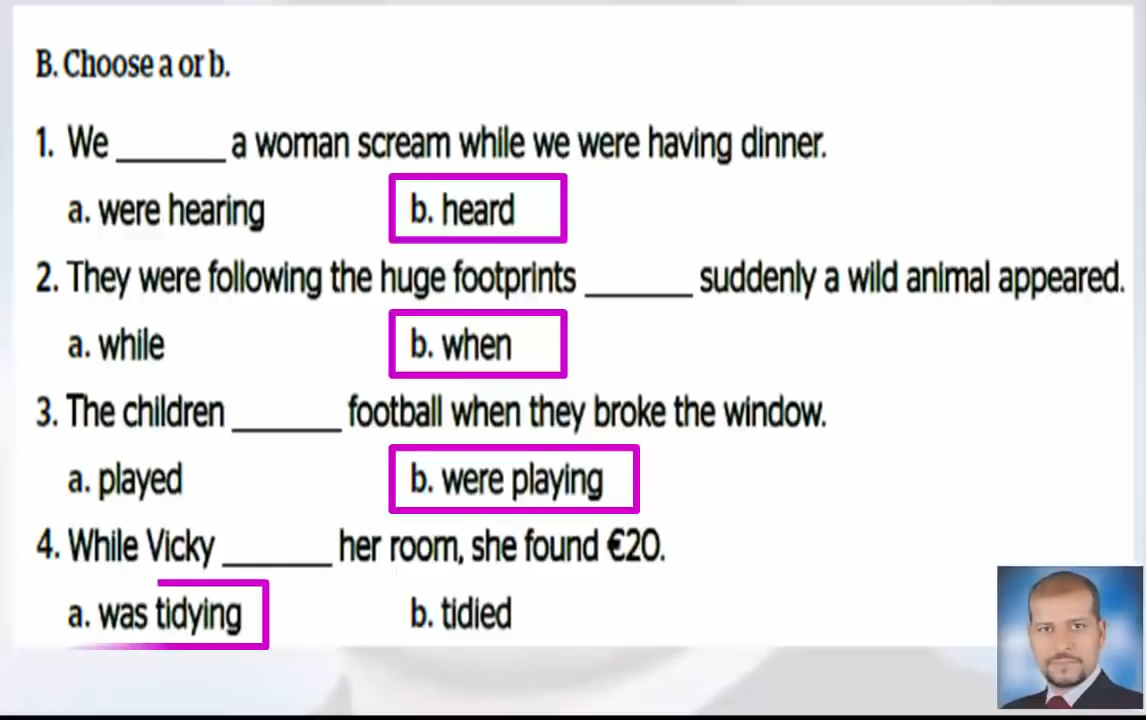 B. Choose a or b.
1. We _______ a woman scream while we were having dinner.
a. were hearing b. heard
2. They were following the huge footprints _______ suddenly a wild animal appeared.
a. while b. when
3. The children _______ football when they broke the window.
a. played b. were playing
4. While Vicky _______ her room, she found €20.
a. was tidying b. tidied